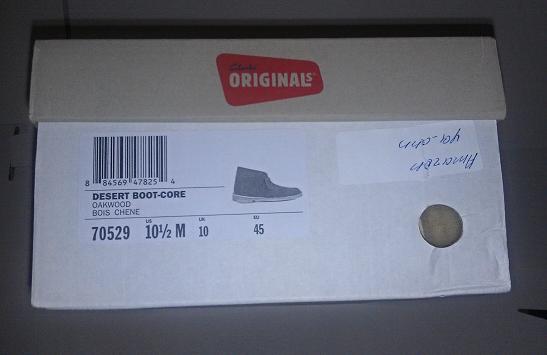 Clarks
ORIGINALS
8 84569 47825 4
DESERT BOOT-CORE
OAKWOOD
BOIS CHENE
US UK EU
70529 10½ M 10 45
Amazon